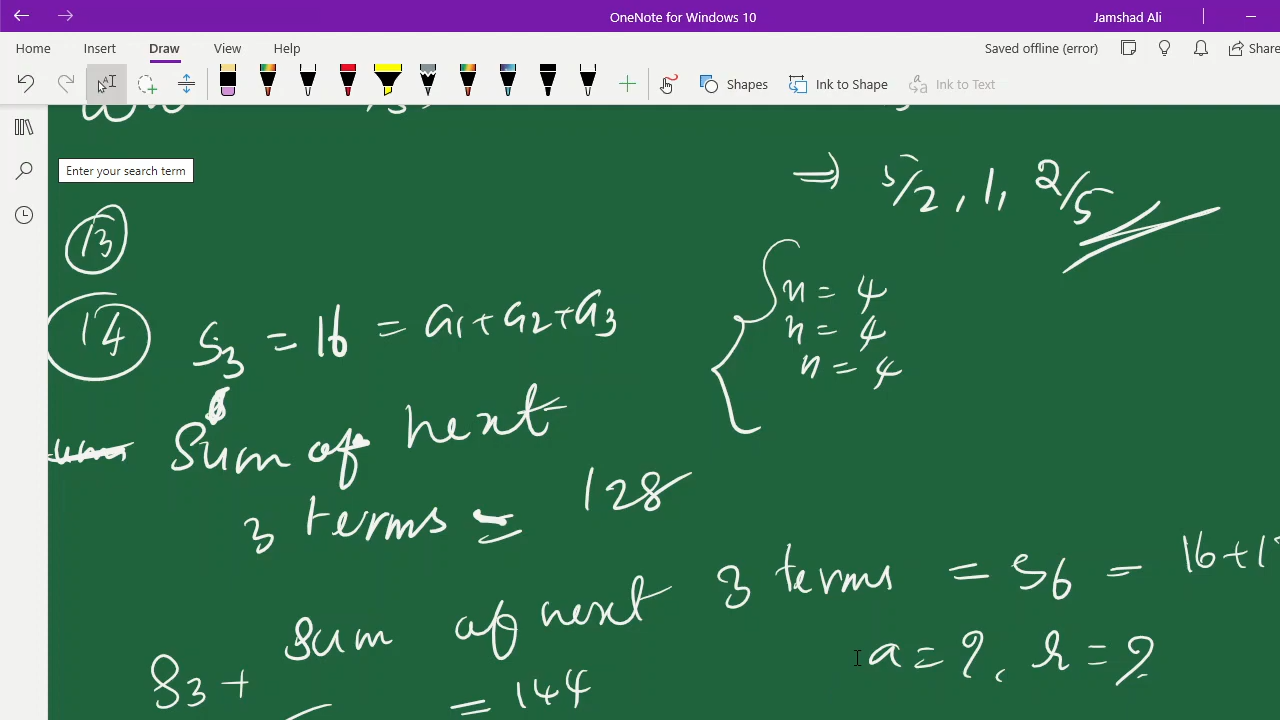 OneNote for Windows 10
Jamshad Ali
Home Insert Draw View Help
Saved offline (error)
Share
Shapes
Ink to Shape
Ink to Text
Enter your search term
⇒ 5/2, 1, 2/5
13
14 S3 = 16 = a1+a2+a3
n = 4
n = 4
n = 4
Sum of next
3 terms = 128
Sum of next 3 terms = S6 = 16+1
S3 +
= 144
a = ?, r = ?